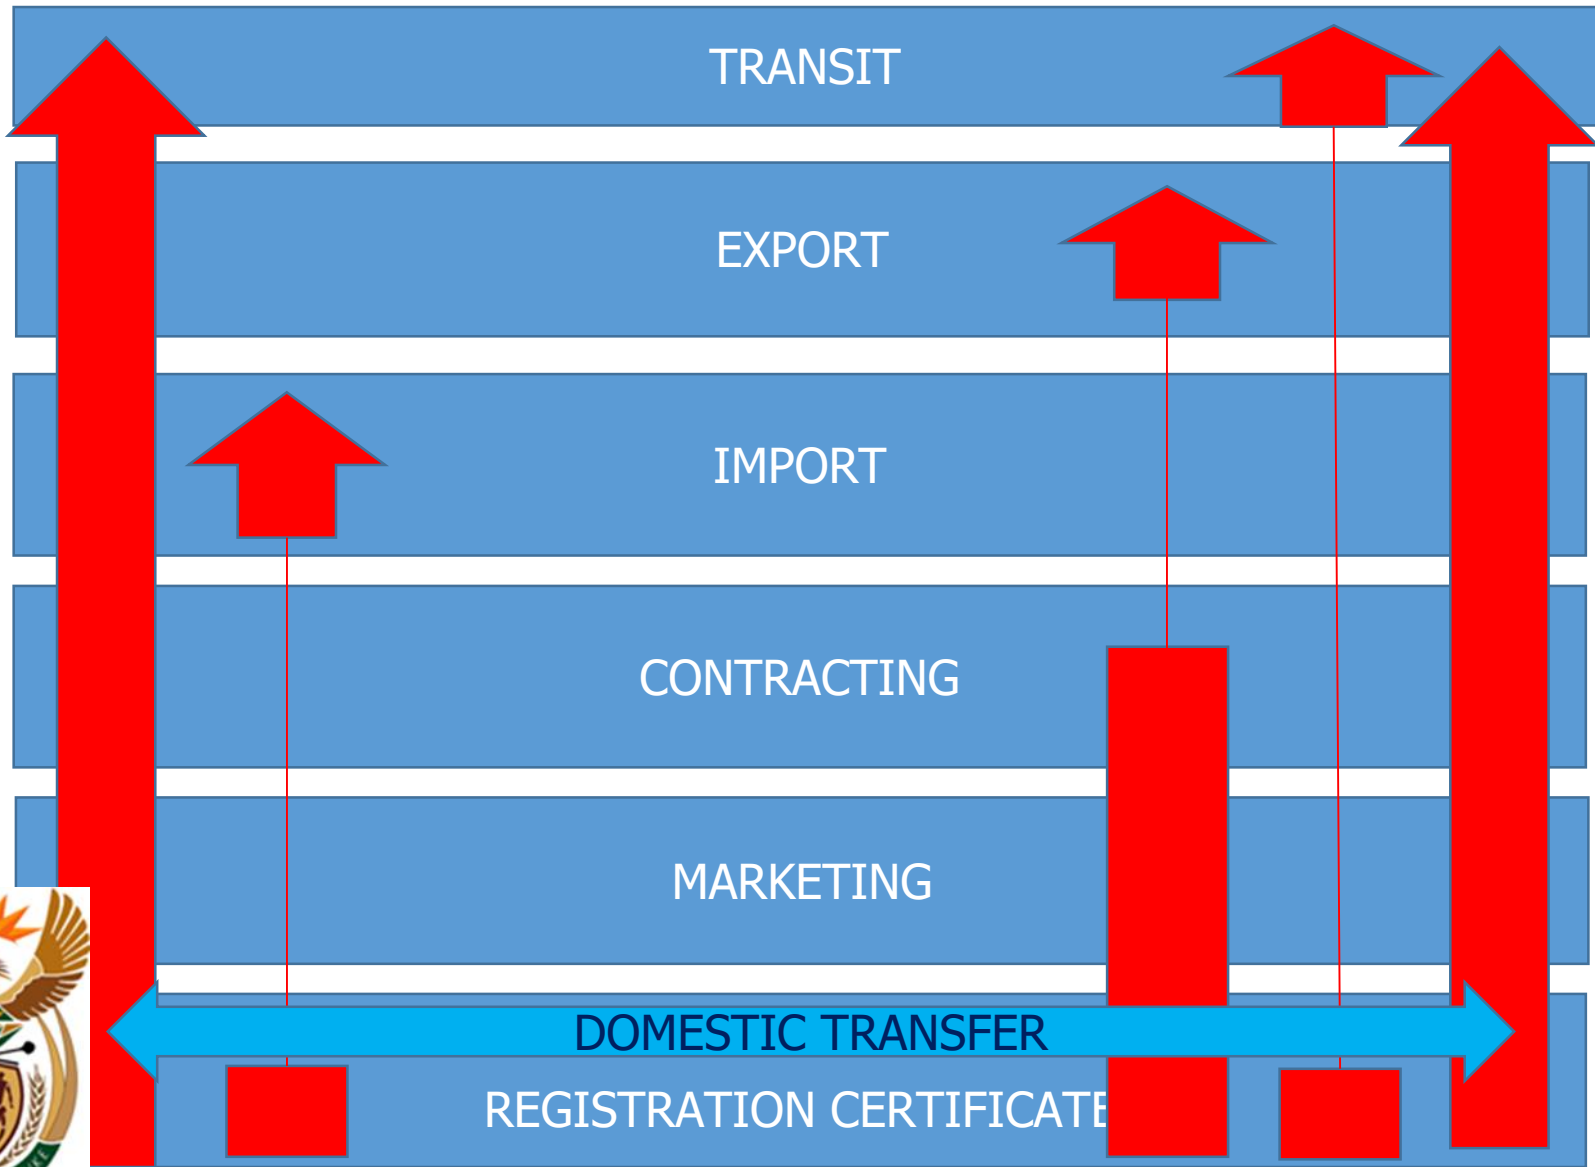 TRANSIT
EXPORT
IMPORT
CONTRACTING
MARKETING
DOMESTIC TRANSFER
REGISTRATION CERTIFICATE